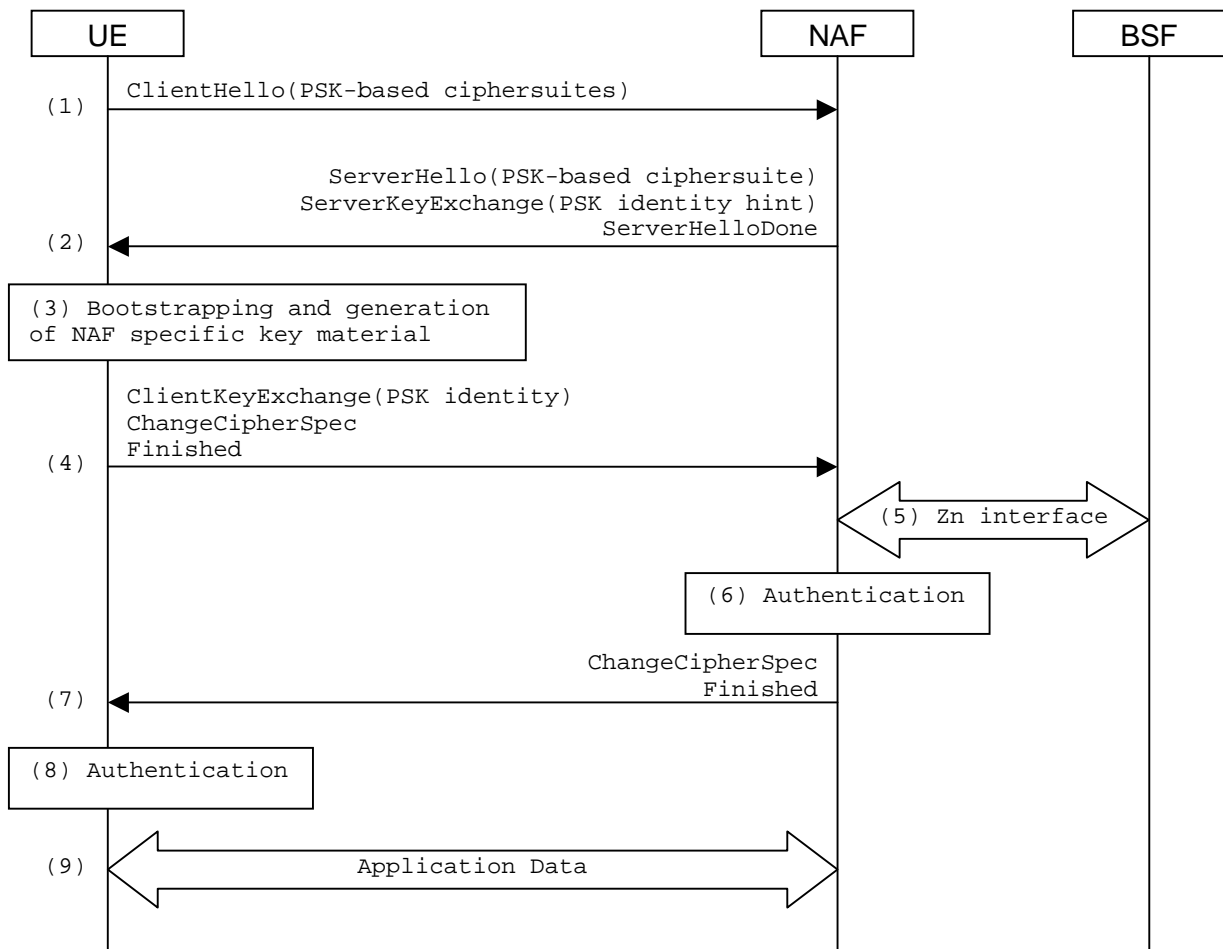 UE
NAF
BSF
(1)
ClientHello(PSK-based ciphersuites)
ServerHello(PSK-based ciphersuite)
ServerKeyExchange(PSK identity hint)
ServerHelloDone
(2)
(3) Bootstrapping and generation
of NAF specific key material
ClientKeyExchange(PSK identity)
ChangeCipherSpec
Finished
(4)
(5) Zn interface
(6) Authentication
ChangeCipherSpec
Finished
(7)
(8) Authentication
(9)
Application Data